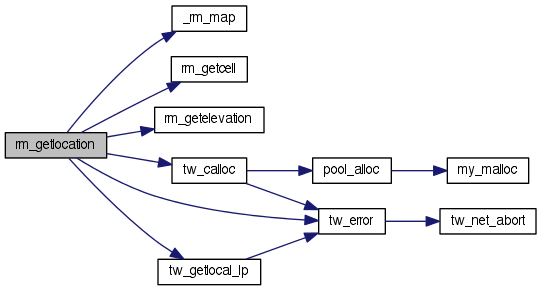 _rm_map
rm_getcell
rm_getelevation
rm_getlocation
tw_calloc
pool_alloc
my_malloc
tw_error
tw_net_abort
tw_getlocal_lp